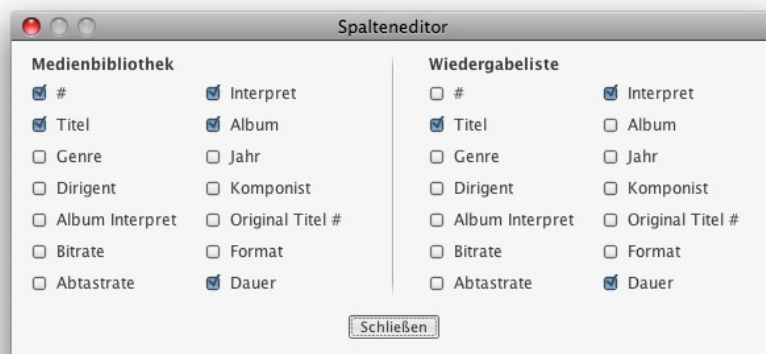 Spalteneditor
Medienbibliothek
# Interpret
Titel Album
Genre Jahr
Dirigent Komponist
Album Interpret Original Titel #
Bitrate Format
Abtastrate Dauer
Wiedergabeliste
# Interpret
Titel Album
Genre Jahr
Dirigent Komponist
Album Interpret Original Titel #
Bitrate Format
Abtastrate Dauer
Schließen